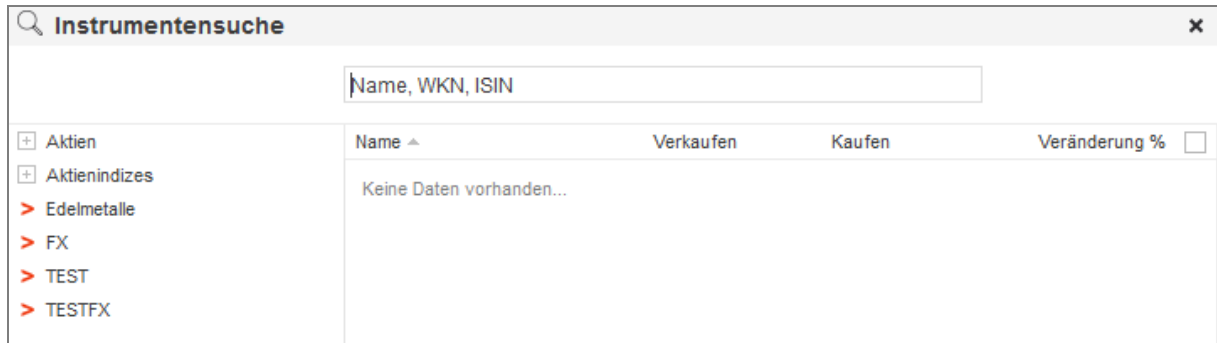 Instrumentensuche
Name, WKN, ISIN
Aktien
Aktienindizes
> Edelmetalle
> FX
> TEST
> TESTFX
Name Verkaufen Kaufen Veränderung %
Keine Daten vorhanden...